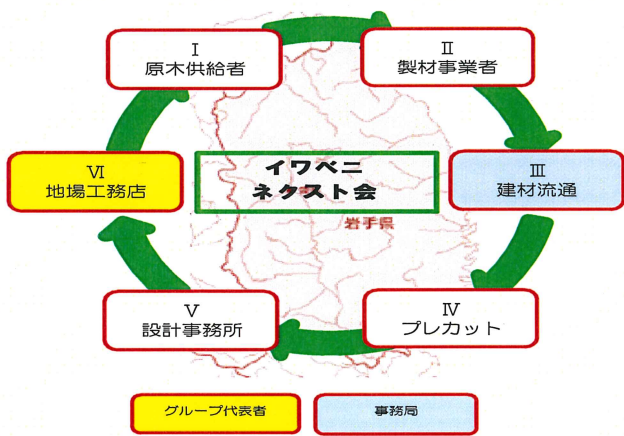 Ⅰ
原木供給者
Ⅱ
製材事業者
Ⅵ
地場工務店
イワベニ
ネクスト会
Ⅲ
建材流通
岩手県
Ⅴ
設計事務所
Ⅳ
プレカット
グループ代表者
事務局